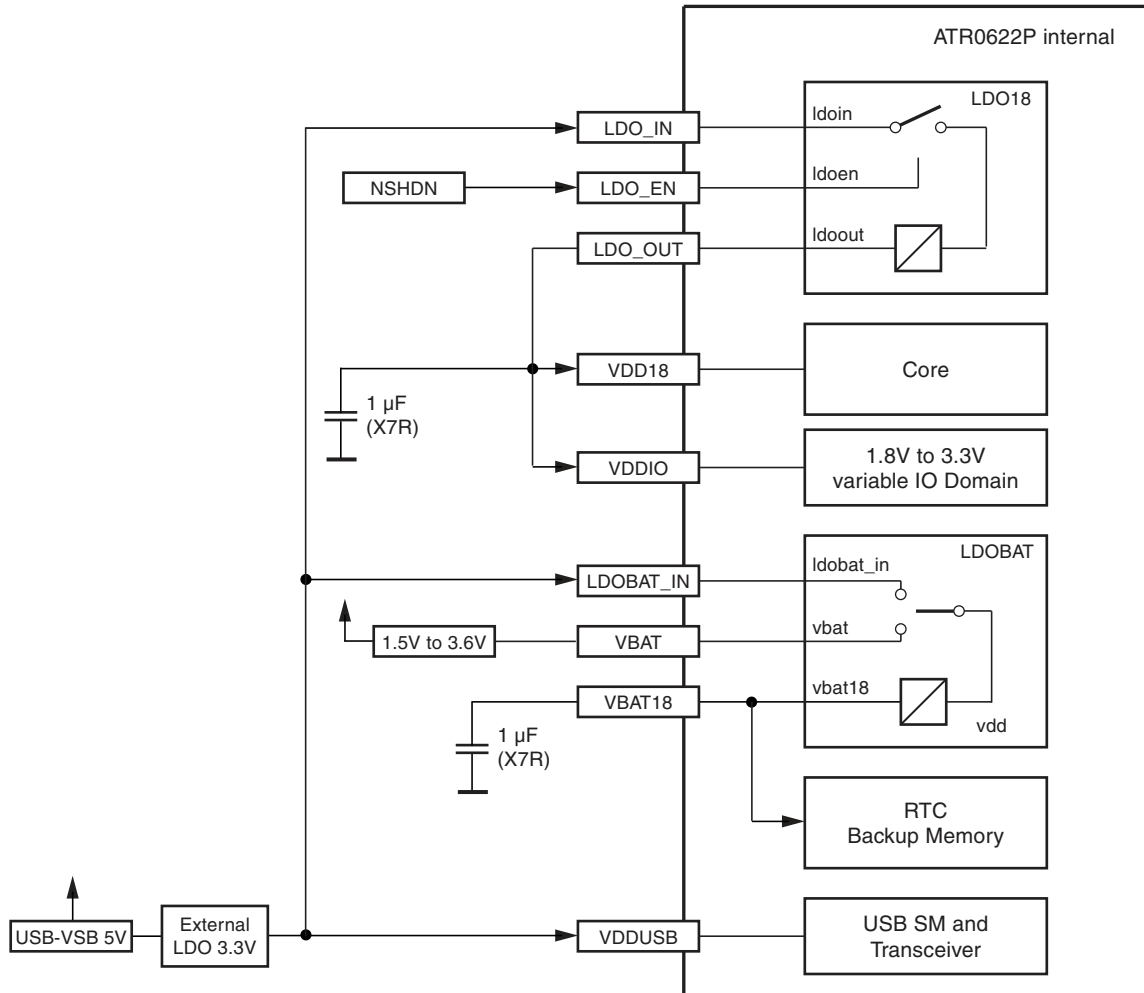 ATR0622P internal
LDO18
LDO_IN
ldoin
NSHDN
LDO_EN
ldoen
LDO_OUT
ldoout
VDD18
Core
1 µF
(X7R)
VDDIO
1.8V to 3.3V
variable IO Domain
LDOBAT
LDOBAT_IN
ldobat_in
1.5V to 3.6V
VBAT
vbat
VBAT18
vbat18
vdd
1 µF
(X7R)
RTC
Backup Memory
USB-VSB 5V
External
LDO 3.3V
VDDUSB
USB SM and
Transceiver